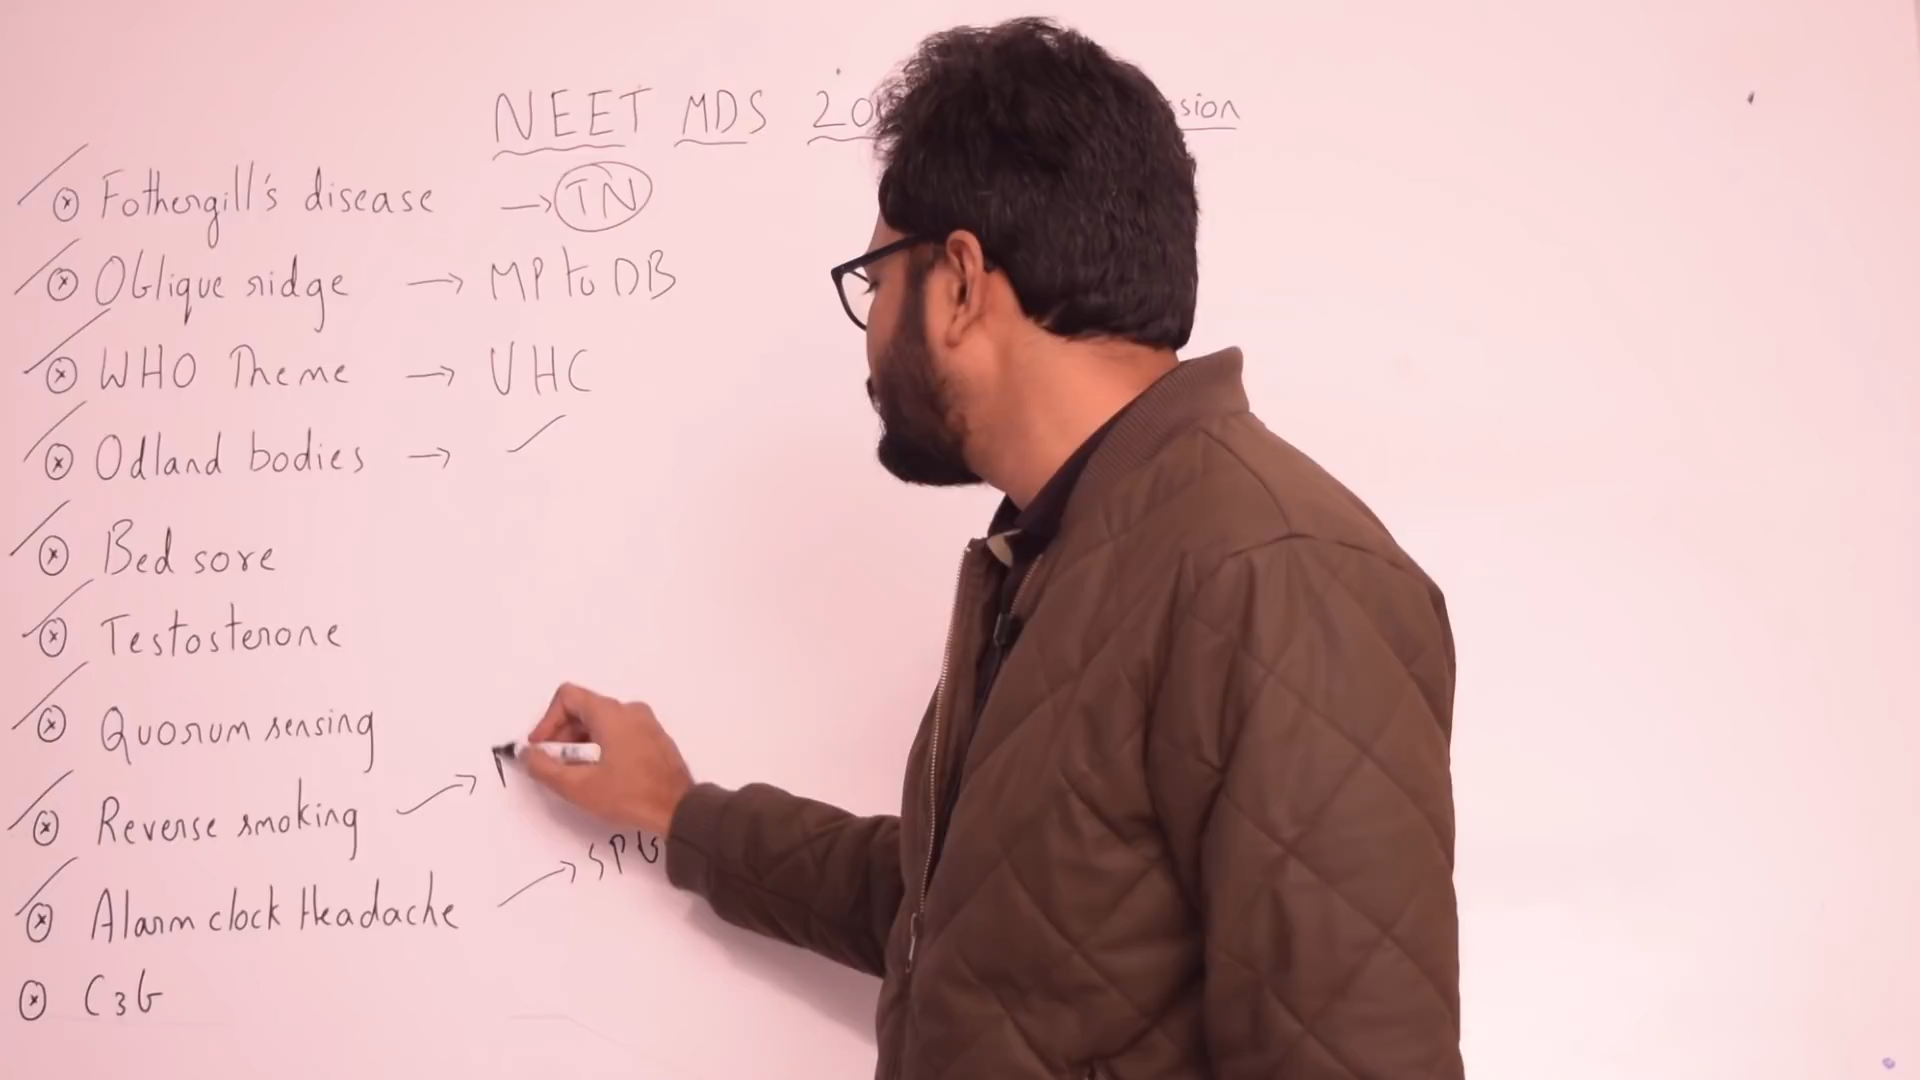 NEET MDS 20 sion
Fothergill's disease → TN
Oblique ridge → MP to DB
WHO Theme → UHC
Odland bodies →
Bed sore
Testosterone
Quorum sensing
Reverse smoking →
Alarm clock Headache → SPG
C3G